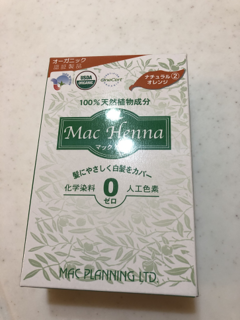 オーガニック
認証製品
USDA
ORGANIC
OneCert
ナチュラル②
オレンジ
100%天然植物成分
Mac Henna
マック
髪にやさしく白髪をカバー
化学染料 0 人工色素
ゼロ
MAC PLANNING LTD.